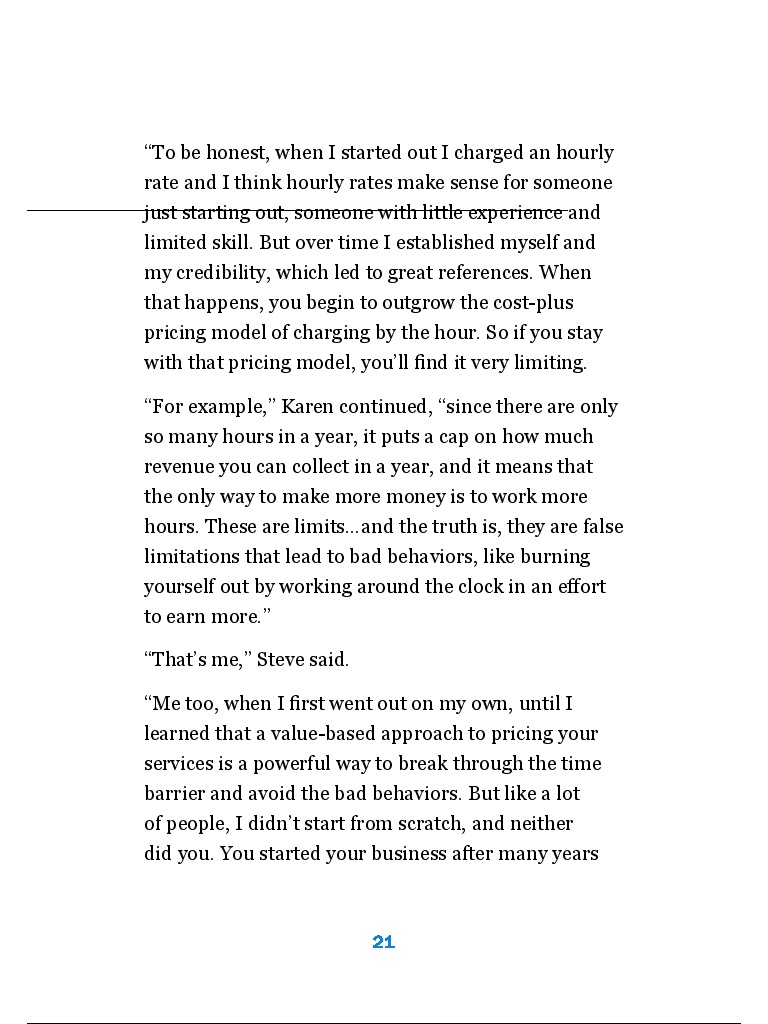 “To be honest, when I started out I charged an hourly
rate and I think hourly rates make sense for someone
just starting out, someone with little experience and
limited skill. But over time I established myself and
my credibility, which led to great references. When
that happens, you begin to outgrow the cost-plus
pricing model of charging by the hour. So if you stay
with that pricing model, you’ll find it very limiting.
“For example,” Karen continued, “since there are only
so many hours in a year, it puts a cap on how much
revenue you can collect in a year, and it means that
the only way to make more money is to work more
hours. These are limits…and the truth is, they are false
limitations that lead to bad behaviors, like burning
yourself out by working around the clock in an effort
to earn more.”
“That’s me,” Steve said.
“Me too, when I first went out on my own, until I
learned that a value-based approach to pricing your
services is a powerful way to break through the time
barrier and avoid the bad behaviors. But like a lot
of people, I didn’t start from scratch, and neither
did you. You started your business after many years
21